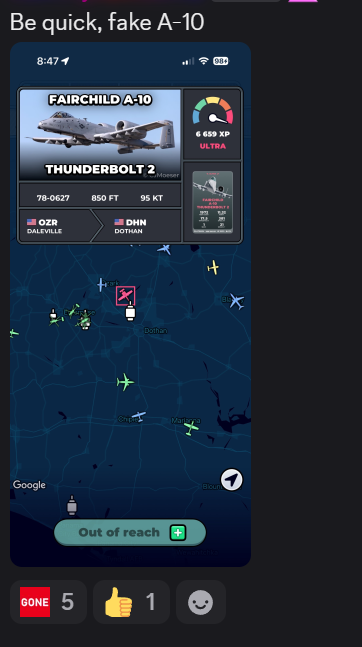 Be quick, fake A-10
8:47
98+
FAIRCHILD A-10
THUNDERBOLT 2
6 659 XP
ULTRA
78-0627 850 FT 95 KT
OZR
DALEVILLE
DHN
DOTHAN
Dothan
Marianna
Google
Out of reach
GONE 5
1